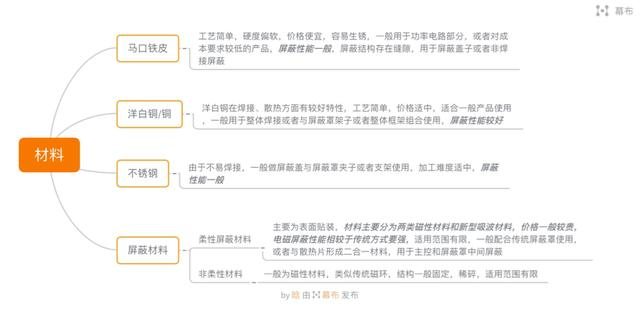 幕布
工艺简单，硬度偏软，价格便宜，容易生锈，一般用于功率电路部分，或者对成
本要求较低的产品，屏蔽性能一般，屏蔽结构存在缝隙，用于屏蔽盖子或者非焊
接屏蔽
马口铁皮
洋白铜在焊接、散热方面有较好特性，工艺简单，价格适中，适合一般产品使用
，一般用于整体焊接或者与屏蔽罩架子或者整体框架组合使用，屏蔽性能较好
洋白铜/铜
材料
由于不易焊接，一般做屏蔽盖与屏蔽罩夹子或者支架使用，加工难度适中，屏蔽
性能一般
不锈钢
主要为表面贴装，材料主要分为两类磁性材料和新型吸波材料，价格一般较贵，
电磁屏蔽性能相较于传统方式要强，适用范围有限，一般配合传统屏蔽罩使用，
或者与散热片形成二合一材料，用于主控和屏蔽罩中间屏蔽
柔性屏蔽材料
屏蔽材料
非柔性材料
一般为磁性材料，类似传统磁环，结构一般固定，稀碎，适用范围有限
by 晗 由 幕布 发布